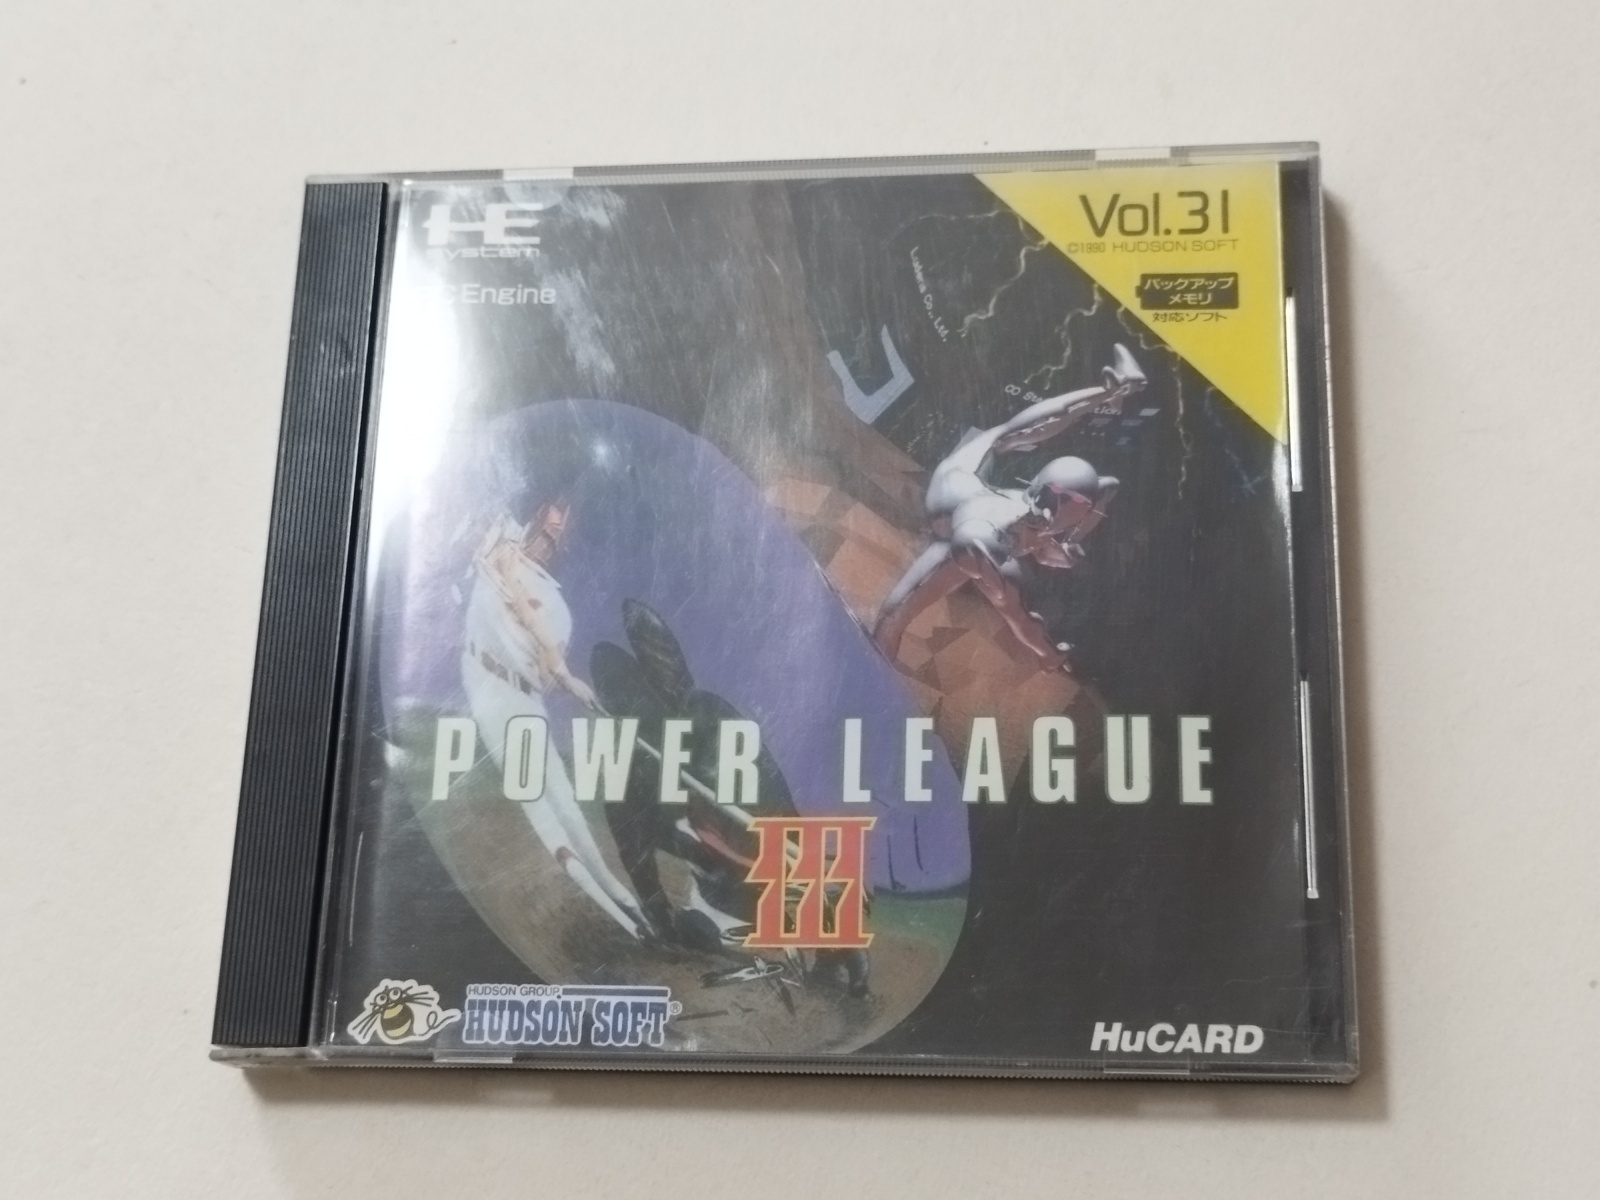 HE
system
PC Engine
Vol.31
©1990 HUDSON SOFT
バックアップ
メモリ
対応ソフト
POWER LEAGUE
III
HUDSON GROUP
HUDSON SOFT®
HuCARD